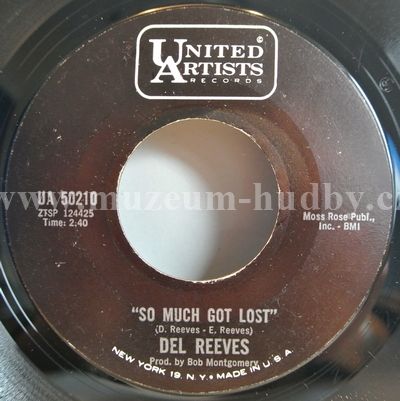 ©
UNITED
ARTISTS
RECORDS
UA 50210
ZTSP 124425
Time: 2:40
Moss Rose Publ.,
Inc. - BMI
www.muzeum-hudby.cz
"SO MUCH GOT LOST"
(D. Reeves - E. Reeves)
DEL REEVES
Prod. by Bob Montgomery
NEW YORK 19, N.Y. • MADE IN U.S.A.